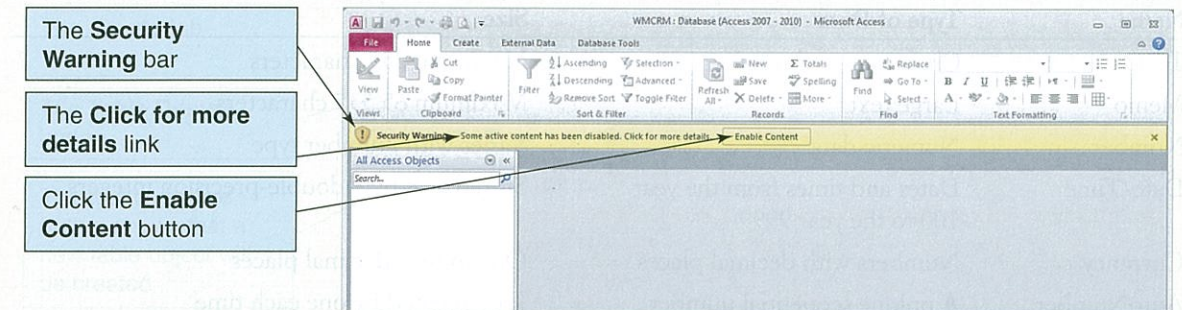 The Security
Warning bar
The Click for more
details link
Click the Enable
Content button
WMCRM : Database (Access 2007 - 2010) - Microsoft Access
File Home Create External Data Database Tools
View
Views
Paste
Cut
Copy
Format Painter
Clipboard
Filter
Ascending
Descending
Remove Sort
Selection
Advanced
Toggle Filter
Sort & Filter
Refresh
All
New
Save
Delete
Totals
Spelling
More
Records
Find
Replace
Go To
Select
Find
B I U
A
Text Formatting
Security Warning Some active content has been disabled. Click for more details. Enable Content
All Access Objects
Search...